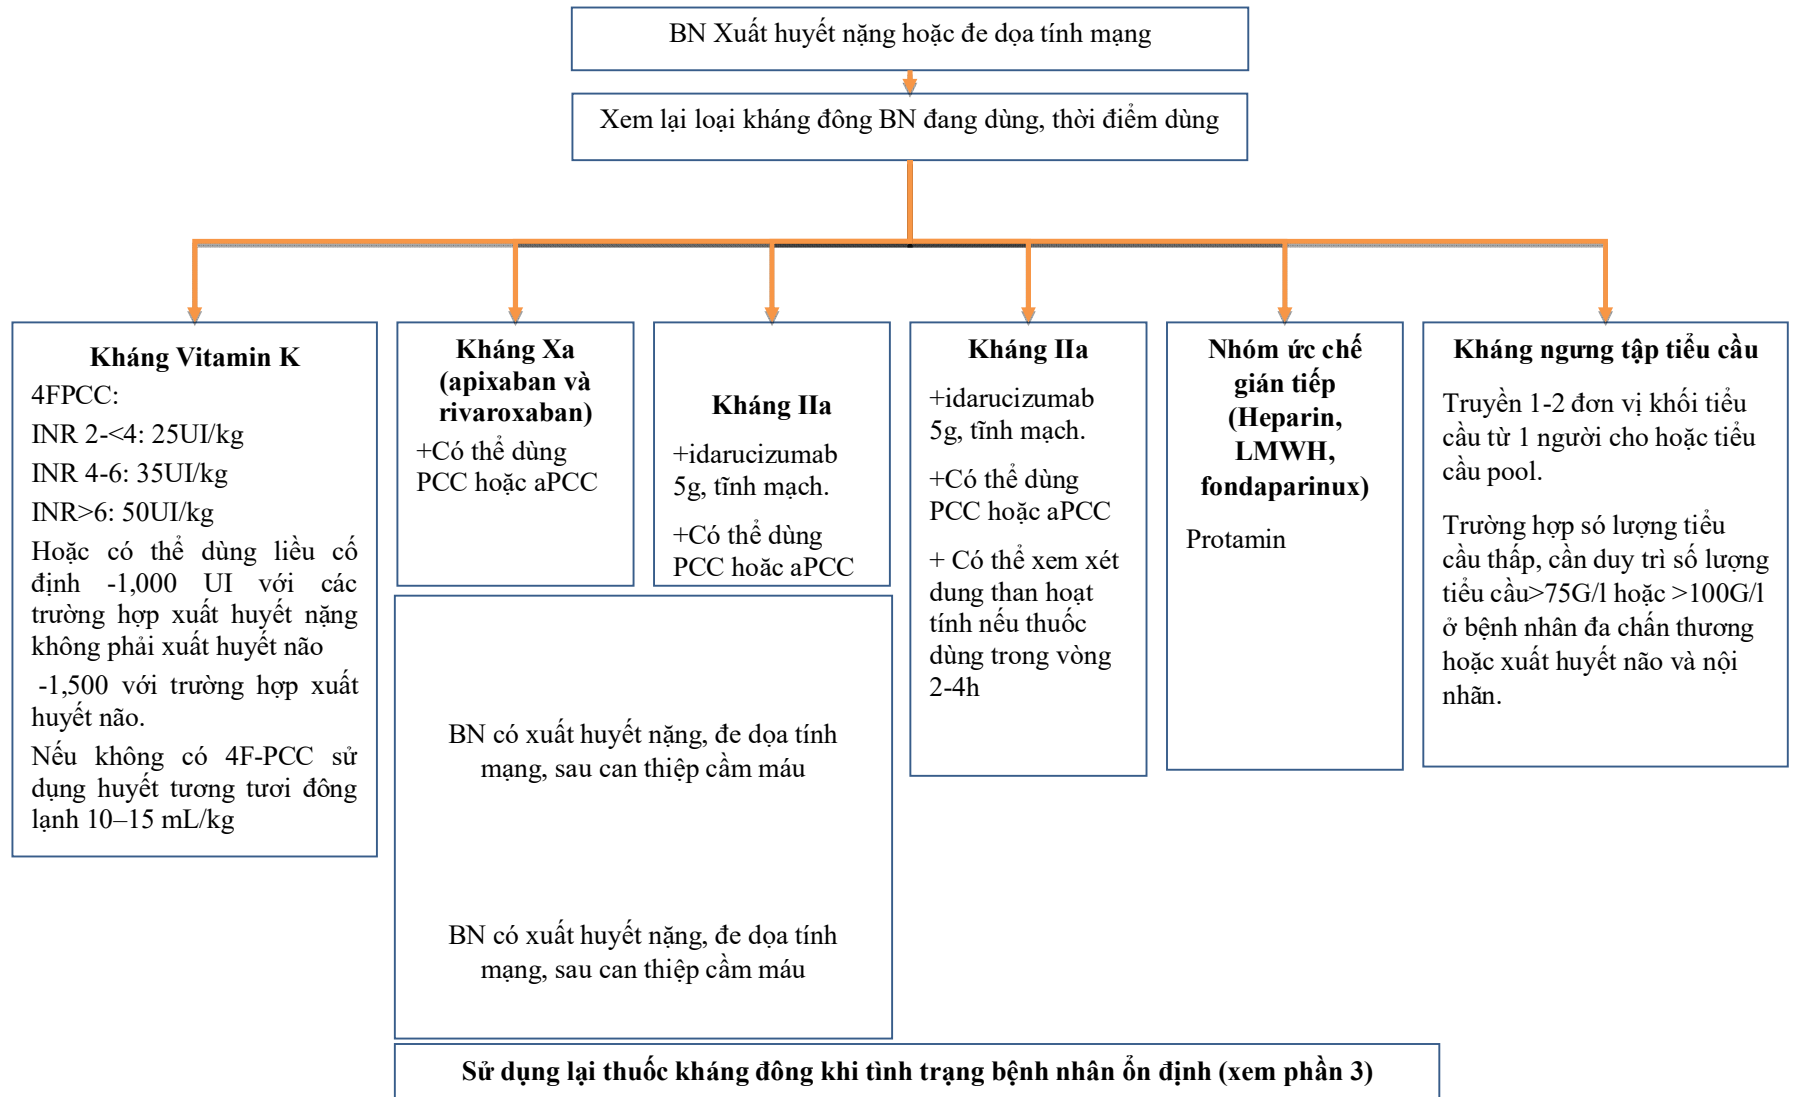 BN Xuất huyết nặng hoặc đe dọa tính mạng
Xem lại loại kháng đông BN đang dùng, thời điểm dùng
Kháng Vitamin K
4FPCC:
INR 2-<4: 25UI/kg
INR 4-6: 35UI/kg
INR>6: 50UI/kg
Hoặc có thể dùng liều cố
định -1,000 UI với các
trường hợp xuất huyết nặng
không phải xuất huyết não
-1,500 với trường hợp xuất
huyết não.
Nếu không có 4F-PCC sử
dụng huyết tương tươi đông
lạnh 10–15 mL/kg
Kháng Xa
(apixaban và
rivaroxaban)
+Có thể dùng
PCC hoặc aPCC
Kháng IIa
+idarucizumab
5g, tĩnh mạch.
+Có thể dùng
PCC hoăc aPCC
Kháng IIa
+idarucizumab
5g, tĩnh mạch.
+Có thể dùng
PCC hoặc aPCC
+ Có thể xem xét
dung than hoạt
tính nếu thuốc
dùng trong vòng
2-4h
Nhóm ức chế
gián tiếp
(Heparin,
LMWH,
fondaparinux)
Protamin
Kháng ngưng tập tiểu cầu
Truyền 1-2 đơn vị khối tiểu
cầu từ 1 người cho hoặc tiểu
cầu pool.
Trường hợp só lượng tiểu
cầu thấp, cần duy trì số lượng
tiểu cầu>75G/l hoặc >100G/l
ở bệnh nhân đa chấn thương
hoặc xuất huyết não và nội
nhãn.
BN có xuất huyết nặng, đe dọa tính
mạng, sau can thiệp cầm máu
BN có xuất huyết nặng, đe dọa tính
mạng, sau can thiệp cầm máu
Sử dụng lại thuốc kháng đông khi tình trạng bệnh nhân ổn định (xem phần 3)